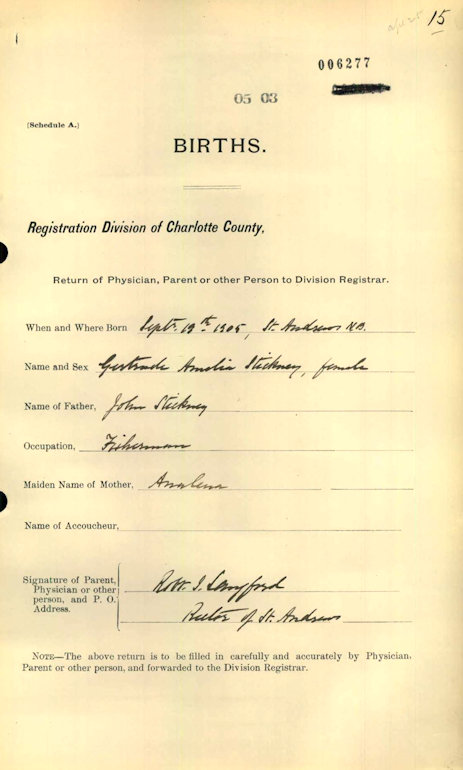 15
006277
05 03
(Schedule A.)
BIRTHS.
Registration Division of Charlotte County,
Return of Physician, Parent or other Person to Division Registrar.
When and Where Born Sept. 19th 1905, St. Andrews N.B.
Name and Sex Gertrude Amelia Stickney, female
Name of Father, John Stickney
Occupation, Fisherman
Maiden Name of Mother, Analena
Name of Accoucheur,
Signature of Parent, Physician or other person, and P. O. Address.
Robt. J. Langford
Rector of St. Andrews
NOTE—The above return is to be filled in carefully and accurately by Physician.
Parent or other person, and forwarded to the Division Registrar.